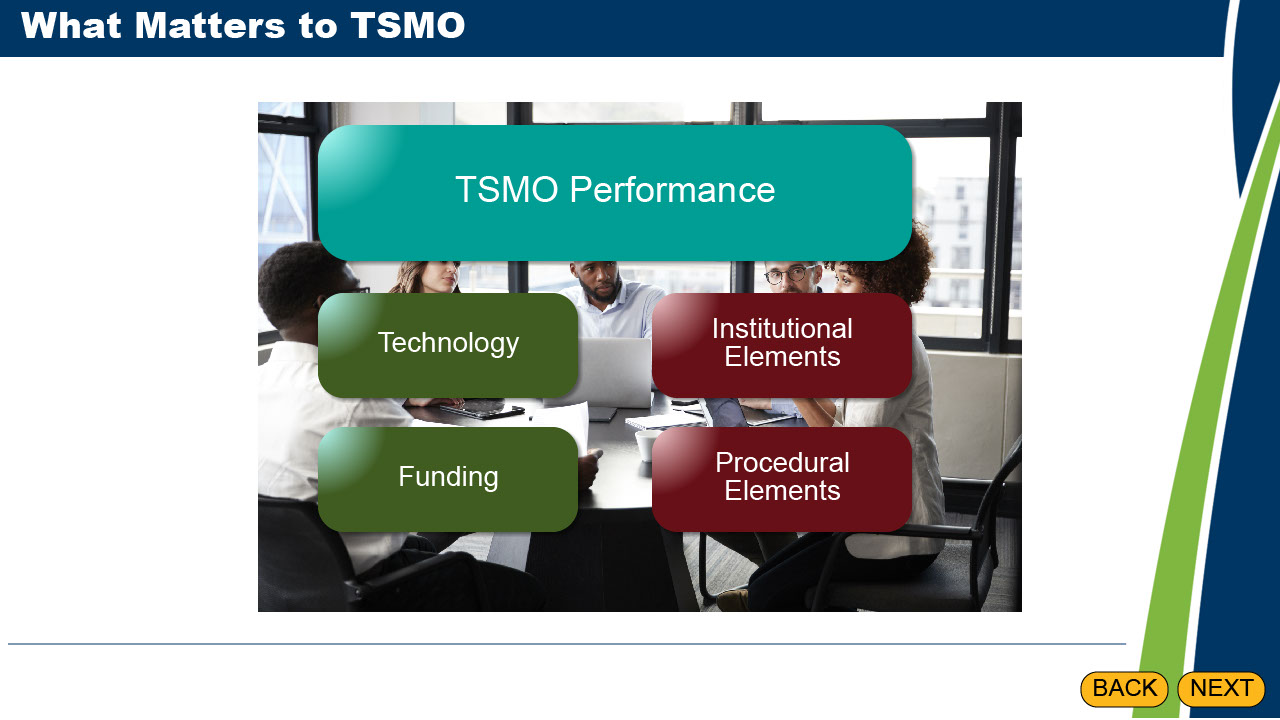 What Matters to TSMO
TSMO Performance
Technology
Institutional
Elements
Funding
Procedural
Elements
BACK
NEXT